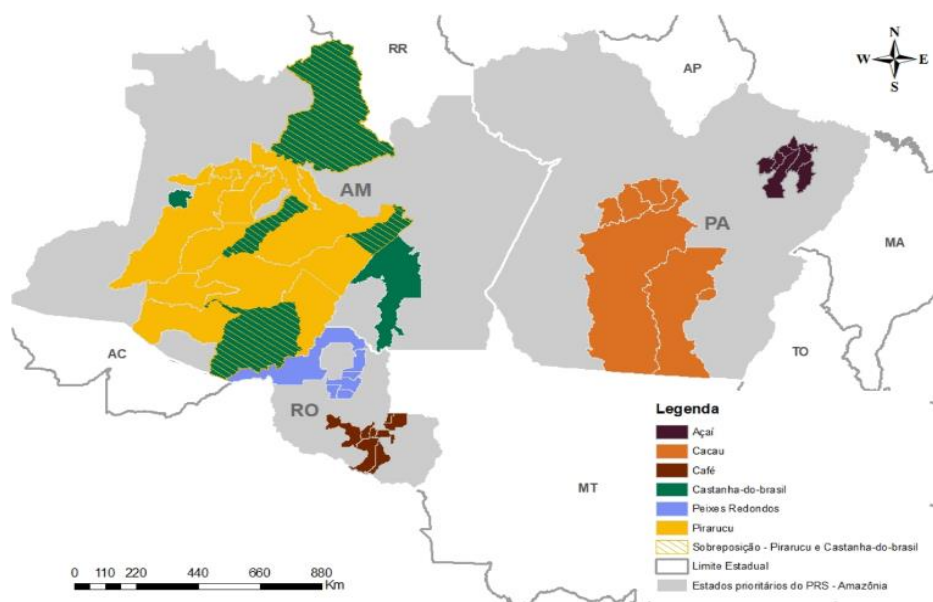 RR
AP
N
W E
S
AM
PA
MA
AC
TO
RO
MT
Legenda
Açaí
Cacau
Café
Castanha-do-brasil
Peixes Redondos
Pirarucu
Sobreposição - Pirarucu e Castanha-do-brasil
Limite Estadual
Estados prioritários do PRS - Amazônia
0 110 220 440 660 880
Km